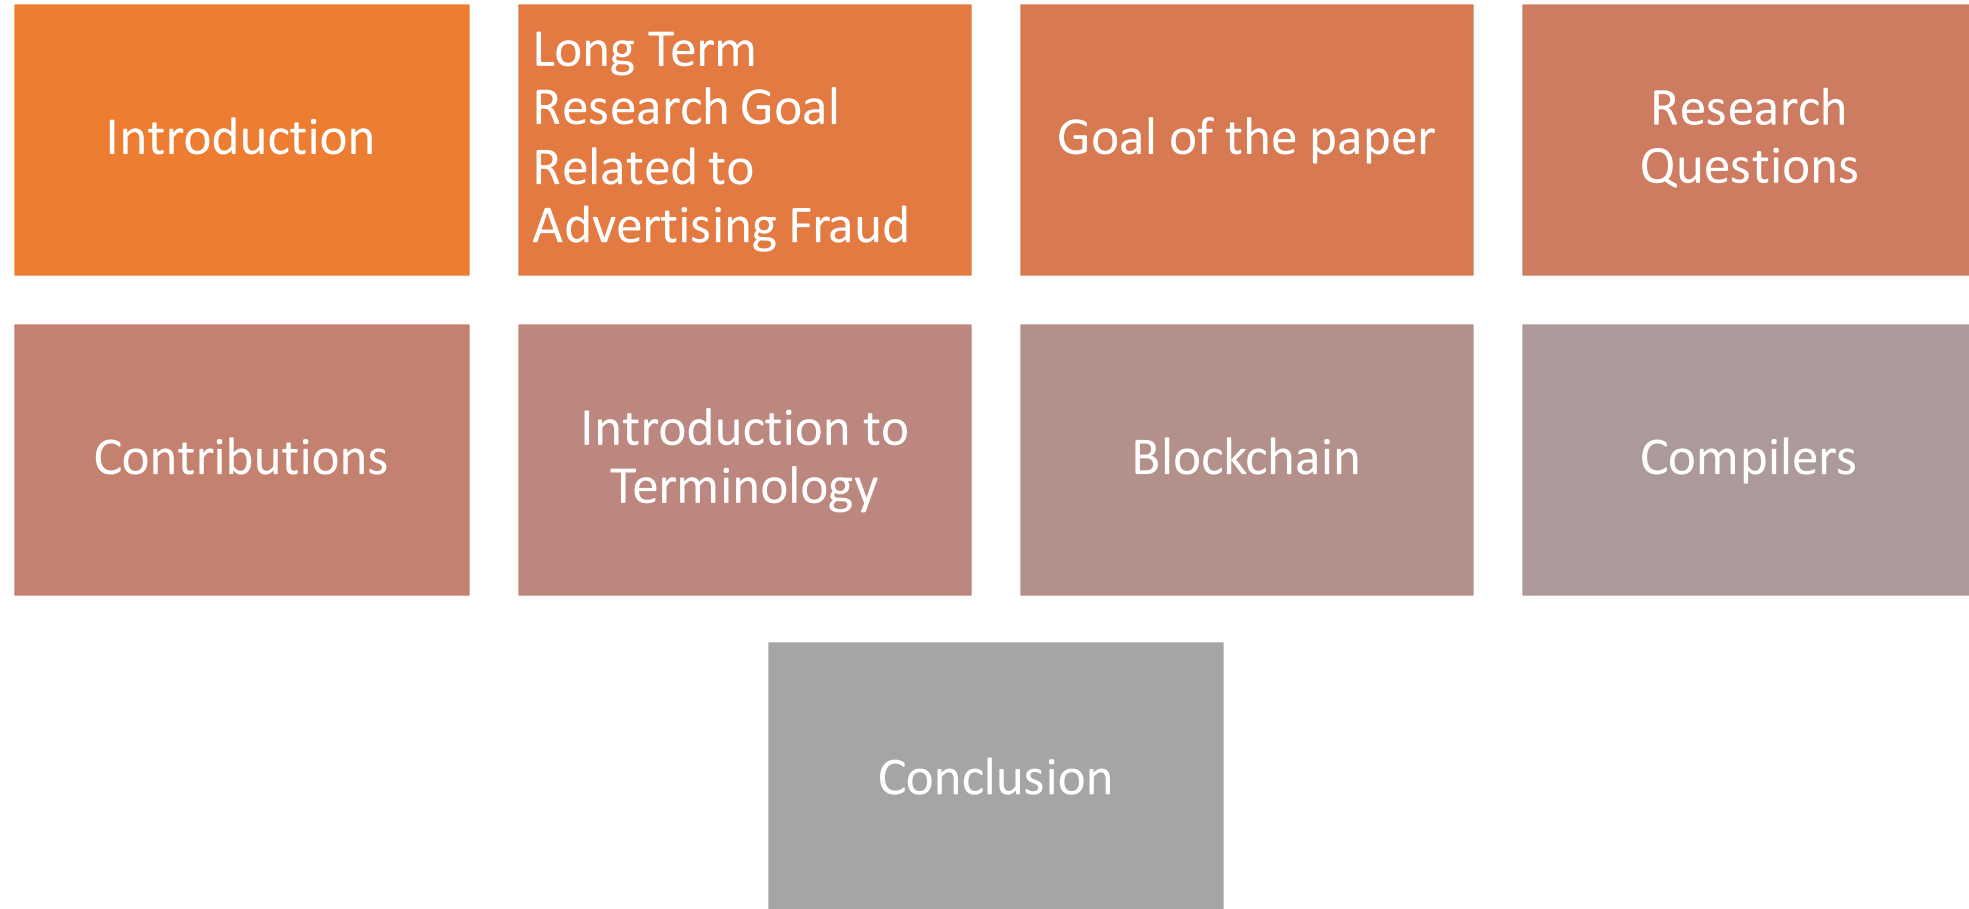 Introduction
Long Term
Research Goal
Related to
Advertising Fraud
Goal of the paper
Research
Questions
Contributions
Introduction to
Terminology
Blockchain
Compilers
Conclusion